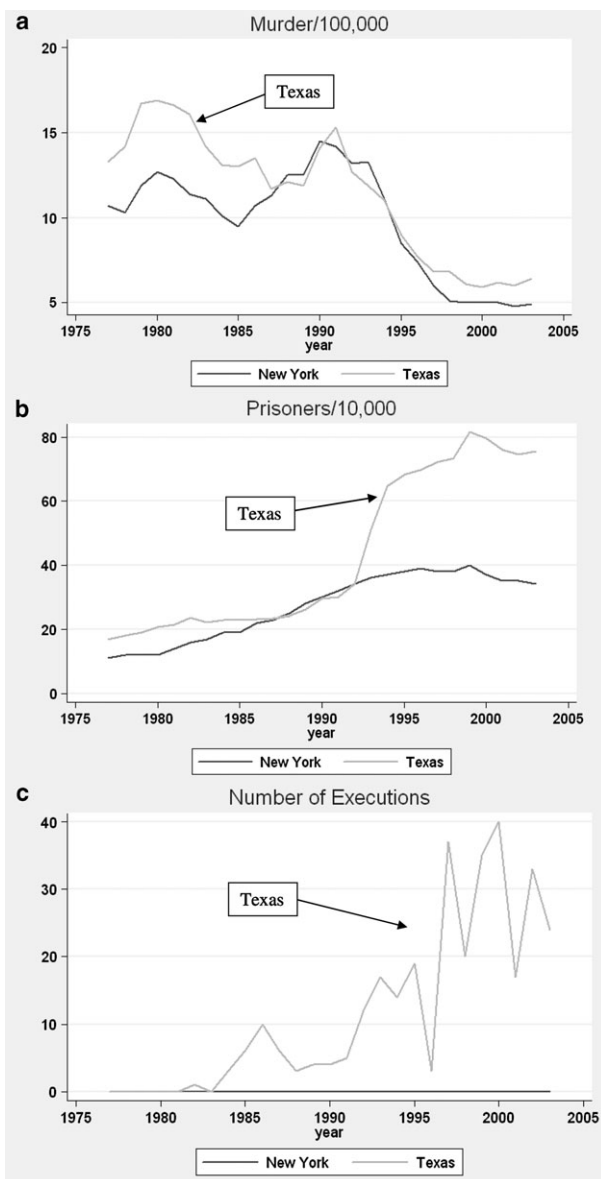 a
Murder/100,000
20
15
10
5
Texas
1975 1980 1985 1990 1995 2000 2005
year
New York Texas
b
Prisoners/10,000
80
60
40
20
0
Texas
1975 1980 1985 1990 1995 2000 2005
year
New York Texas
c
Number of Executions
40
30
20
10
0
Texas
1975 1980 1985 1990 1995 2000 2005
year
New York Texas